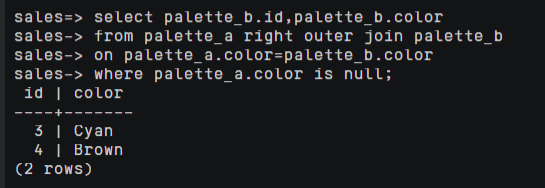 sales=> select palette_b.id,palette_b.color
sales-> from palette_a right outer join palette_b
sales-> on palette_a.color=palette_b.color
sales-> where palette_a.color is null;
 id | color
----+-------
  3 | Cyan
  4 | Brown
(2 rows)